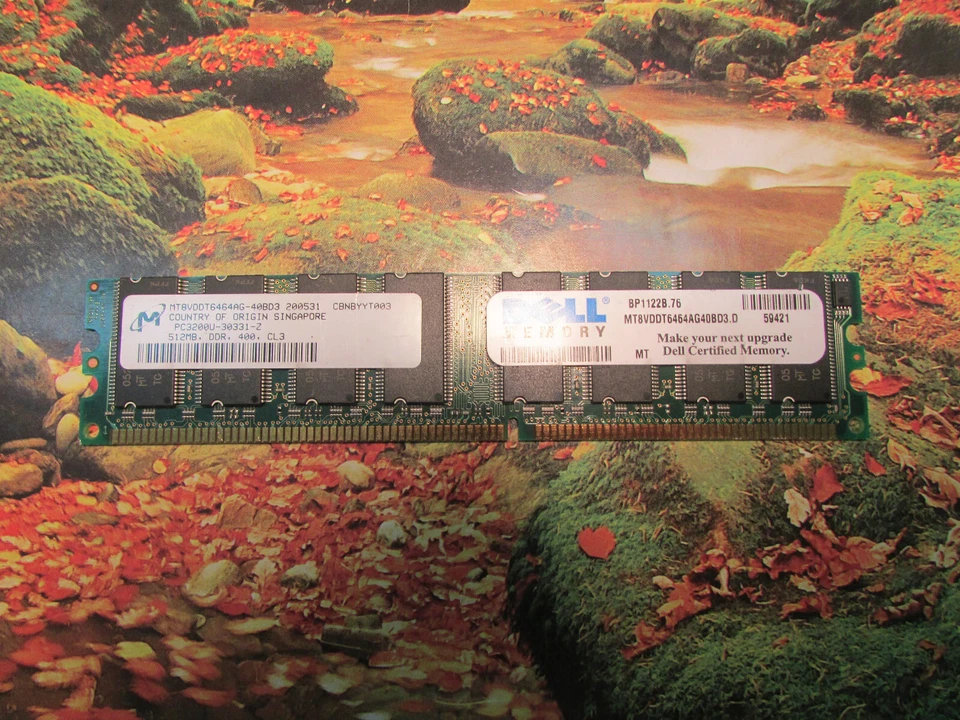 MT8VDDT6464AG-40BD3 200531 CBNBYYT003
COUNTRY OF ORIGIN SINGAPORE
PC3200U-30331-Z
512MB, DDR, 400, CL3
DELL®
MEMORY
BP1122B.76
MT8VDDT6464AG40BD3.D 59421
Make your next upgrade
MT Dell Certified Memory.